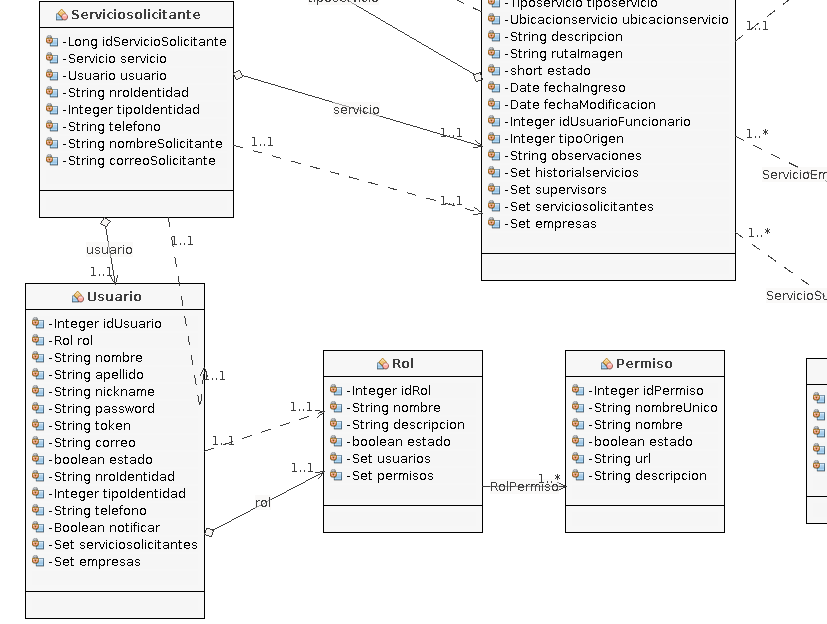 Serviciosolicitante
-Long idServicioSolicitante
-Servicio servicio
-Usuario usuario
-String nroIdentidad
-Integer tipoIdentidad
-String telefono
-String nombreSolicitante
-String correoSolicitante
tiposervicio
-Tiposervicio tiposervicio
-Ubicacionservicio ubicacionservicio
-String descripcion
-String rutaImagen
-short estado
-Date fechaIngreso
-Date fechaModificacion
-Integer idUsuarioFuncionario
-Integer tipoOrigen
-String observaciones
-Set historialservicios
-Set supervisors
-Set serviciosolicitantes
-Set empresas
1..1
1..*
ServicioEm
1..*
ServicioSu
servicio
1..1
1..1
1..1
usuario
1..1
1..1
1..1
Usuario
-Integer idUsuario
-Rol rol
-String nombre
-String apellido
-String nickname
-String password
-String token
-String correo
-boolean estado
-String nroIdentidad
-Integer tipoIdentidad
-String telefono
-Boolean notificar
-Set serviciosolicitantes
-Set empresas
1..1
1..1
1..1
rol
Rol
-Integer idRol
-String nombre
-String descripcion
-boolean estado
-Set usuarios
-Set permisos
RolPermiso
1..*
Permiso
-Integer idPermiso
-String nombreUnico
-String nombre
-boolean estado
-String url
-String descripcion